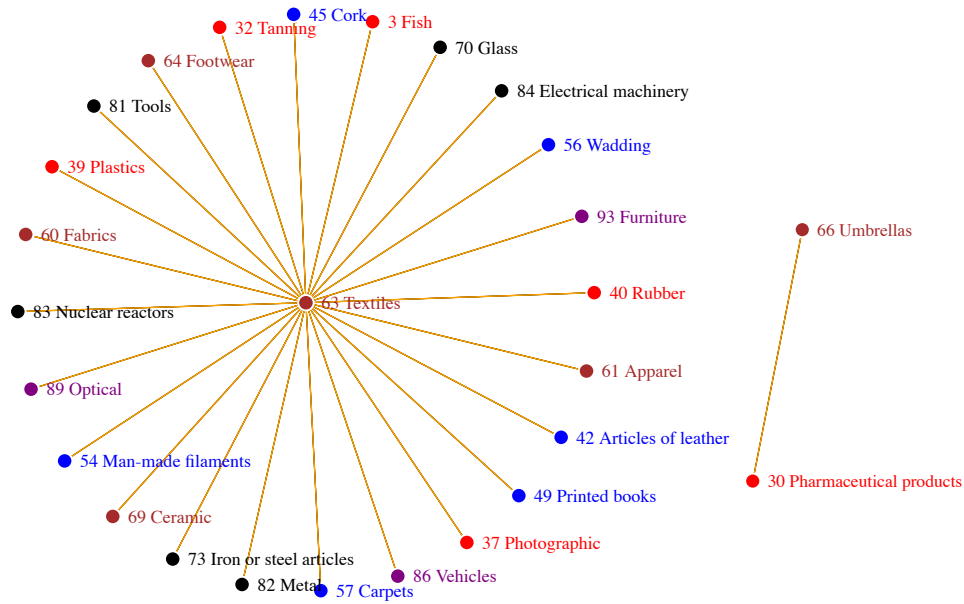 45 Cork
3 Fish
32 Tanning
70 Glass
64 Footwear
84 Electrical machinery
81 Tools
56 Wadding
39 Plastics
93 Furniture
66 Umbrellas
60 Fabrics
40 Rubber
63 Textiles
83 Nuclear reactors
61 Apparel
89 Optical
42 Articles of leather
54 Man-made filaments
30 Pharmaceutical products
49 Printed books
69 Ceramic
37 Photographic
73 Iron or steel articles
86 Vehicles
82 Metal
57 Carpets